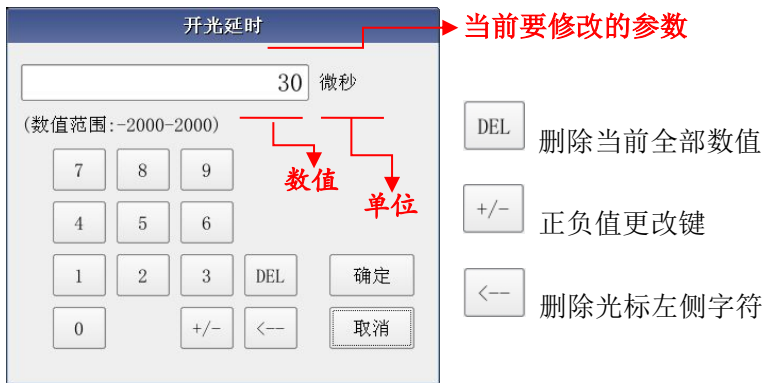 开光延时
当前要修改的参数
30 微秒
(数值范围:-2000-2000)
数值
单位
7 8 9
4 5 6
1 2 3 DEL 确定
0 +/- <-- 取消
DEL 删除当前全部数值
+/- 正负值更改键
<-- 删除光标左侧字符